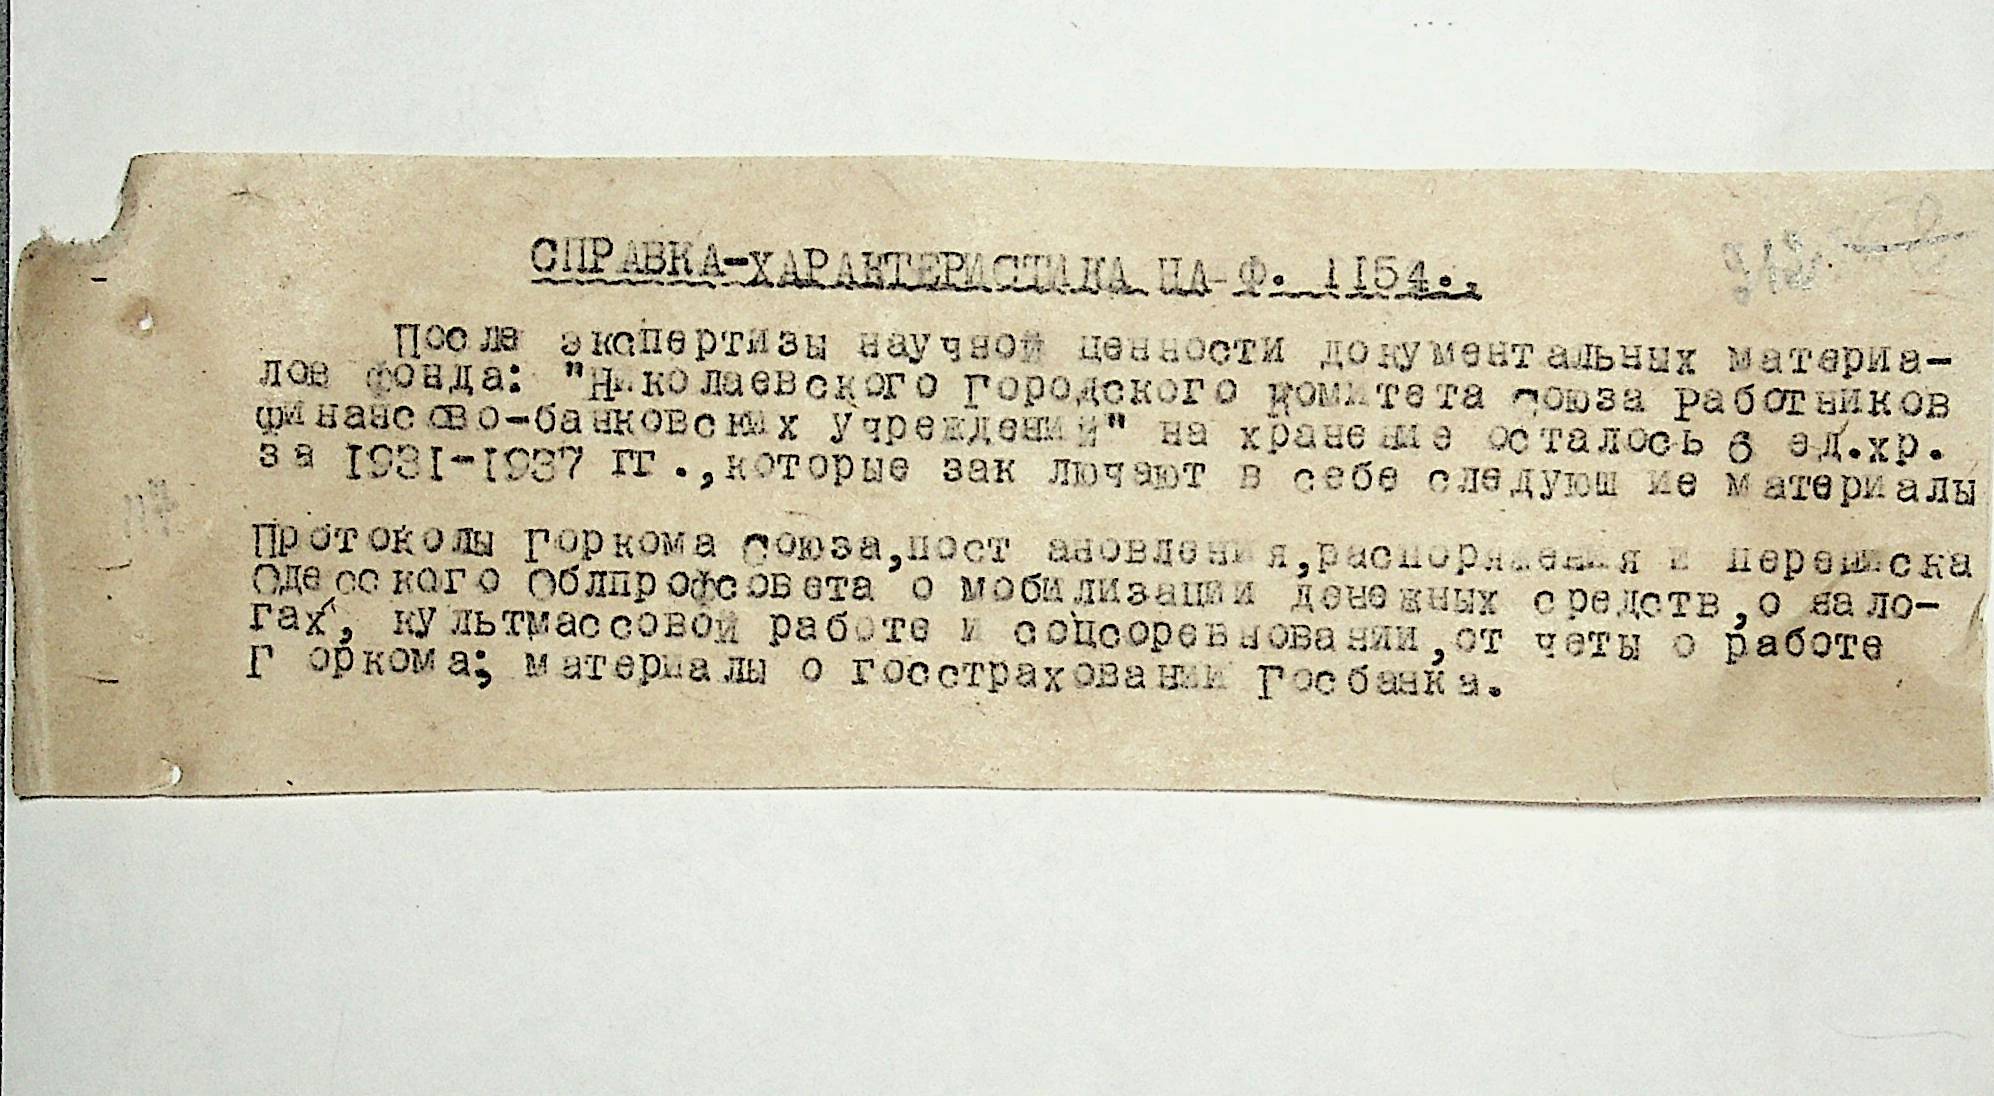 СПРАВКА-ХАРАКТЕРИСТИКА НА Ф. 1154.,
После экспертизы научной ценности документальных материа-
лов фонда: "Николаевского Городского Комитета союза Работников
финансово-банковских учреждений" на хранение осталось 6 ед.хр.
за 1931-1937 гг.,которые заключают в себе следующие материалы
Протоколы Горкома союза,постановления,распоряжения и переписка
Одесского Облпрофсовета о мобилизации денежных средств,о нало-
гах, культмассовой работе и соцсоревновании,отчеты о работе
Горкома; материалы о госстраховании Госбанка.